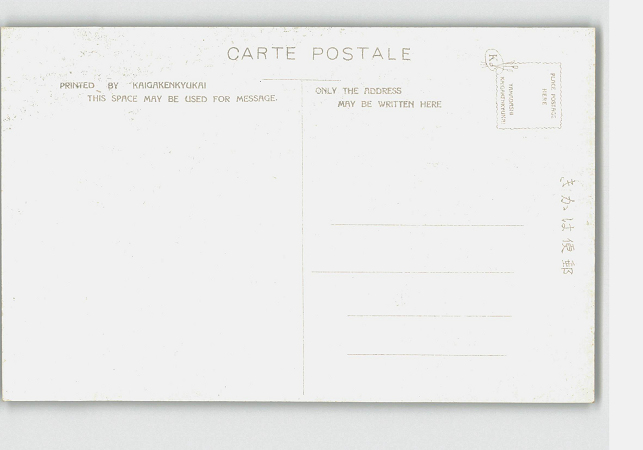 CARTE POSTALE
PRINTED BY KAIGAKENKYUKAI
THIS SPACE MAY BE USED FOR MESSAGE.
ONLY THE ADDRESS
MAY BE WRITTEN HERE
PLACE POSTAGE
HERE
KAIGAKENKYUKAI
郵便はかき